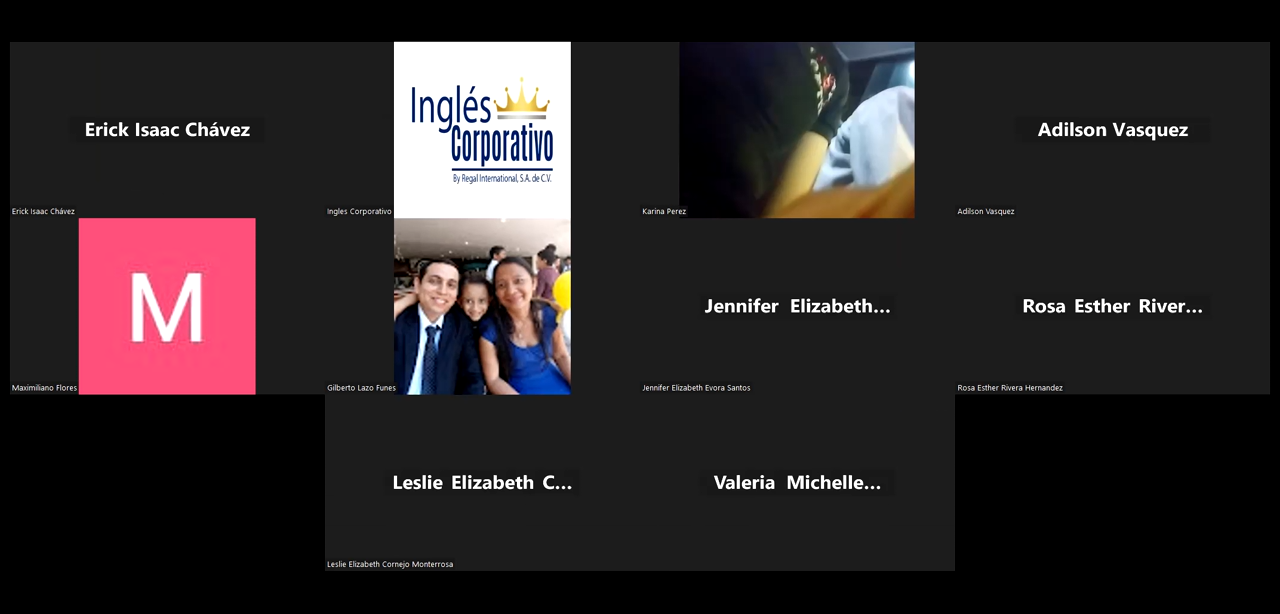 Erick Isaac Chávez
Erick Isaac Chávez
Inglés
Corporativo
By Regal International, S.A. de C.V.
Ingles Corporativo
Karina Perez
Adilson Vasquez
Adilson Vasquez
M
Maximiliano Flores
Gilberto Lazo Funes
Jennifer Elizabeth...
Jennifer Elizabeth Evora Santos
Rosa Esther River...
Rosa Esther Rivera Hernandez
Leslie Elizabeth C...
Leslie Elizabeth Cornejo Monterrosa
Valeria Michelle...